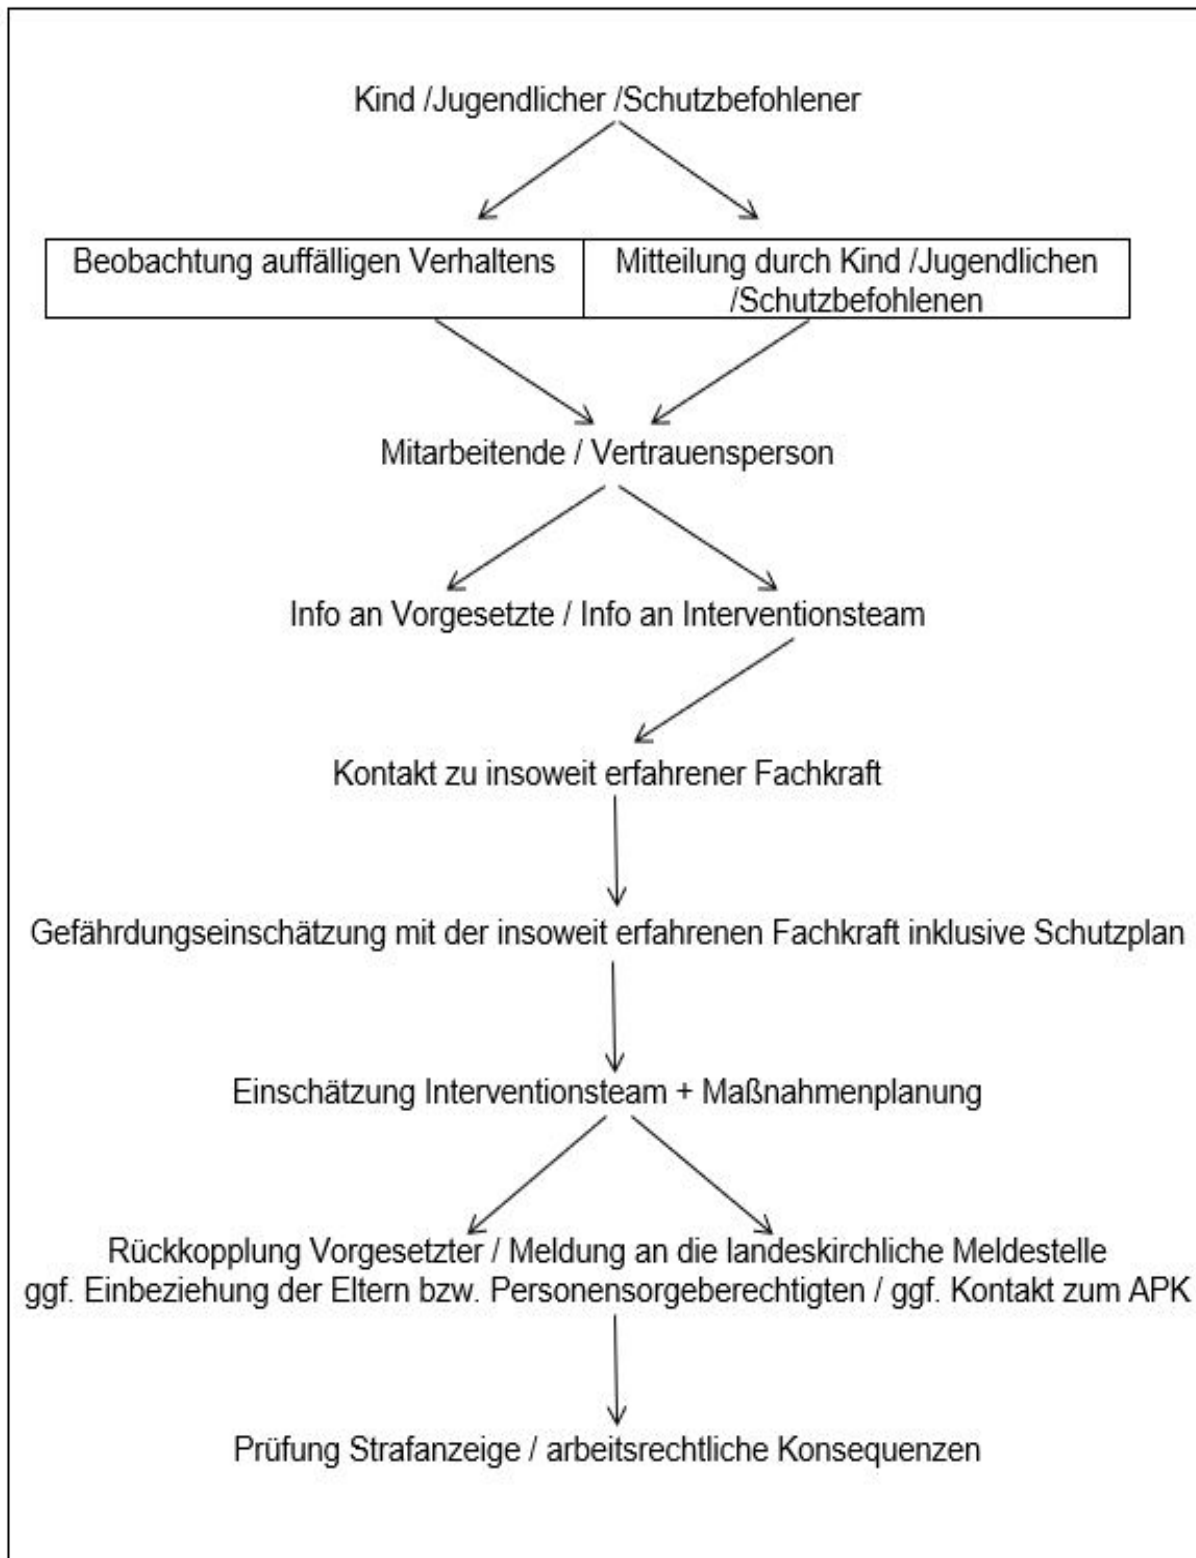 Kind /Jugendlicher /Schutzbefohlener
Beobachtung auffälligen Verhaltens
Mitteilung durch Kind /Jugendlichen
/Schutzbefohlenen
Mitarbeitende / Vertrauensperson
Info an Vorgesetzte / Info an Interventionsteam
Kontakt zu insoweit erfahrener Fachkraft
Gefährdungseinschätzung mit der insoweit erfahrenen Fachkraft inklusive Schutzplan
Einschätzung Interventionsteam + Maßnahmenplanung
Rückkopplung Vorgesetzter / Meldung an die landeskirchliche Meldestelle
ggf. Einbeziehung der Eltern bzw. Personensorgeberechtigten / ggf. Kontakt zum APK
Prüfung Strafanzeige / arbeitsrechtliche Konsequenzen